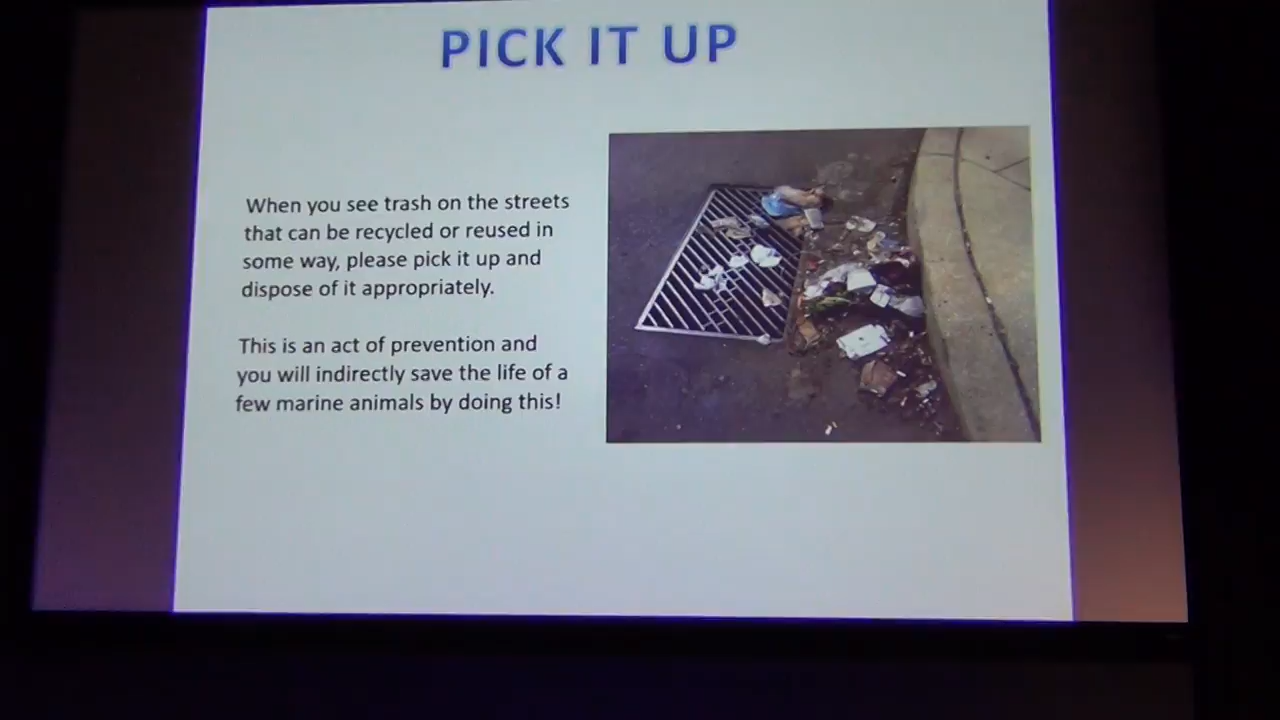 PICK IT UP
When you see trash on the streets
that can be recycled or reused in
some way, please pick it up and
dispose of it appropriately.
This is an act of prevention and
you will indirectly save the life of a
few marine animals by doing this!